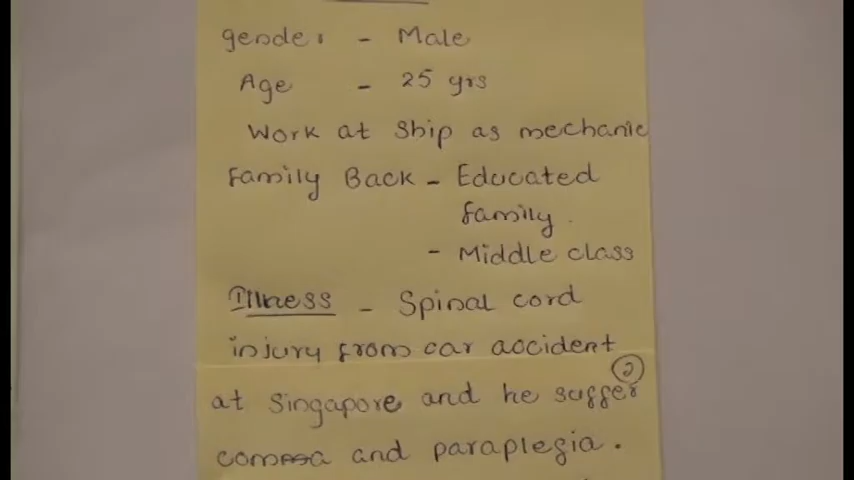 gender - Male
Age - 25 yrs
Work at ship as mechanic
Family Back - Educated
family.
- Middle class
Illness - Spinal cord
injury from car accident
at Singapore and he suffer
comma and paraplegia.